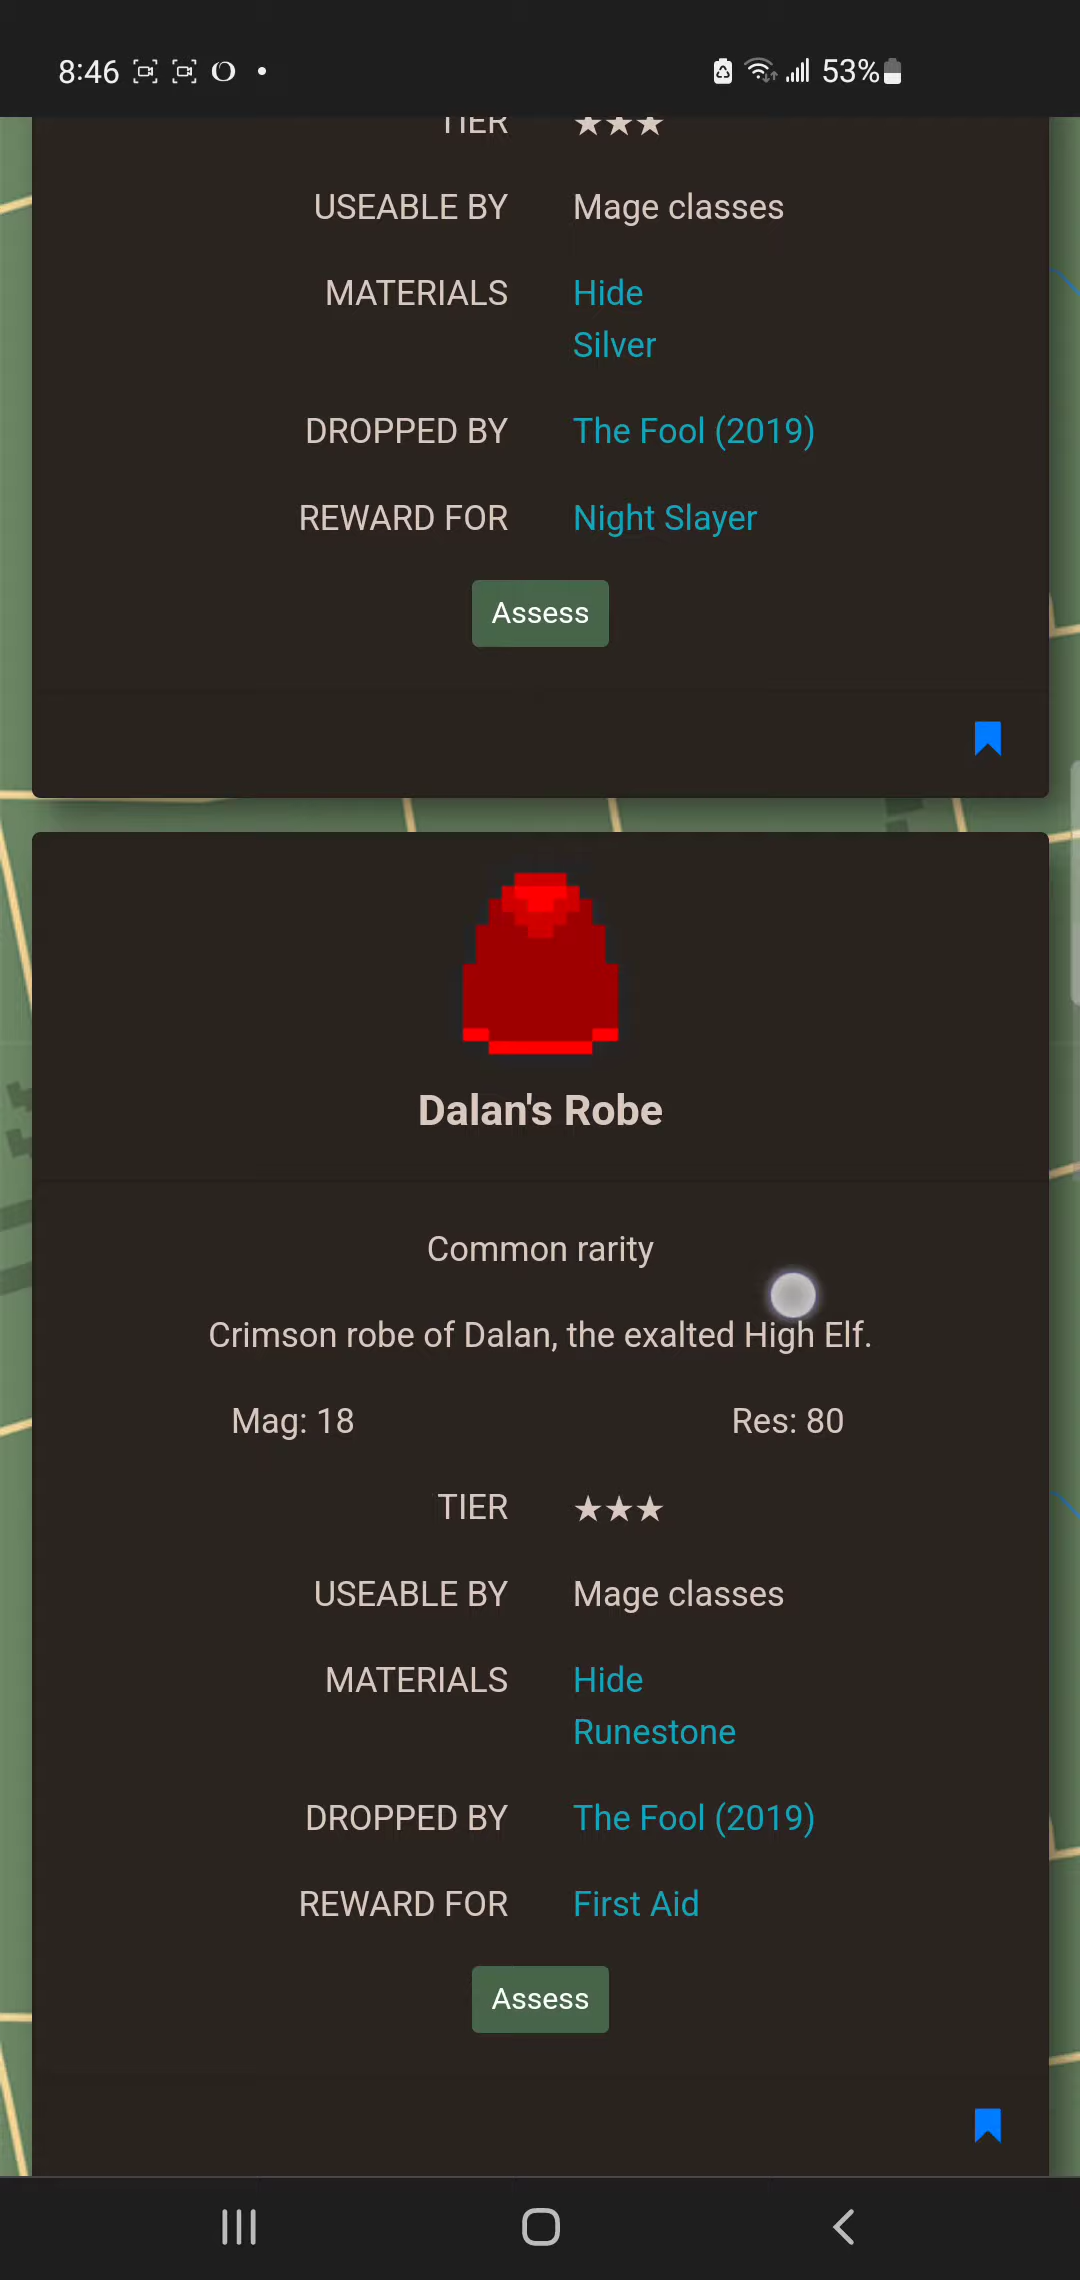 8:46
53%
TIER ★★★
USEABLE BY Mage classes
MATERIALS Hide
Silver
DROPPED BY The Fool (2019)
REWARD FOR Night Slayer
Assess
Dalan's Robe
Common rarity
Crimson robe of Dalan, the exalted High Elf.
Mag: 18 Res: 80
TIER ★★★
USEABLE BY Mage classes
MATERIALS Hide
Runestone
DROPPED BY The Fool (2019)
REWARD FOR First Aid
Assess